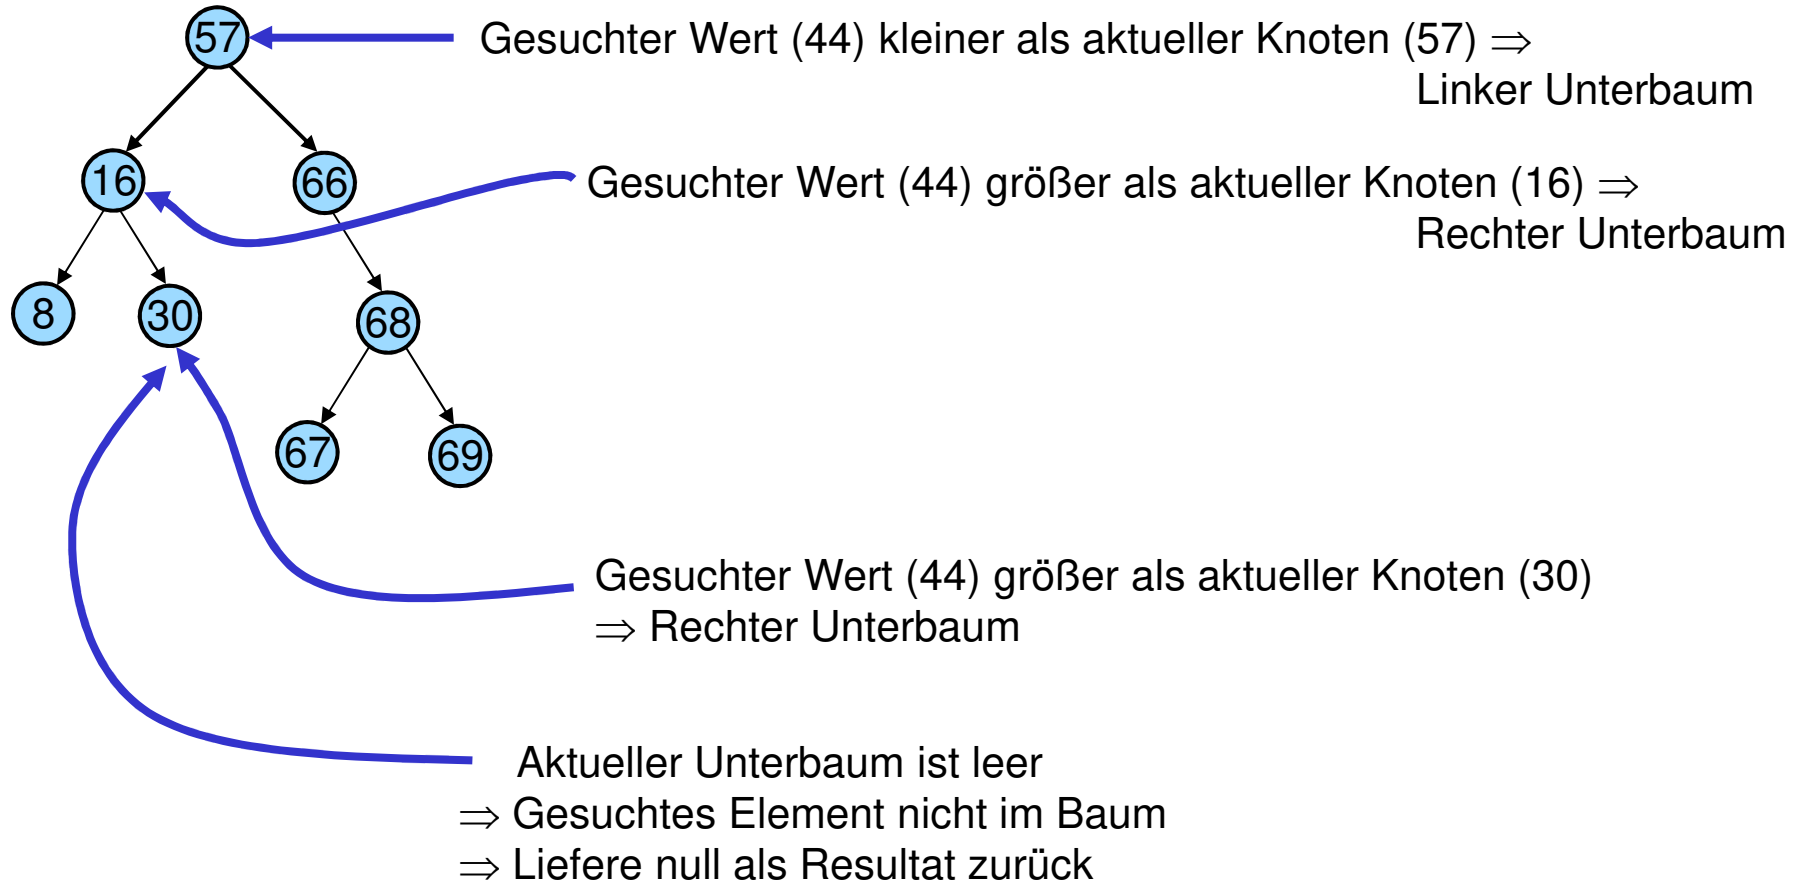 57
Gesuchter Wert (44) kleiner als aktueller Knoten (57) ⇒
Linker Unterbaum
16
66
Gesuchter Wert (44) größer als aktueller Knoten (16) ⇒
Rechter Unterbaum
8
30
68
67
69
Gesuchter Wert (44) größer als aktueller Knoten (30)
⇒ Rechter Unterbaum
Aktueller Unterbaum ist leer
⇒ Gesuchtes Element nicht im Baum
⇒ Liefere null als Resultat zurück